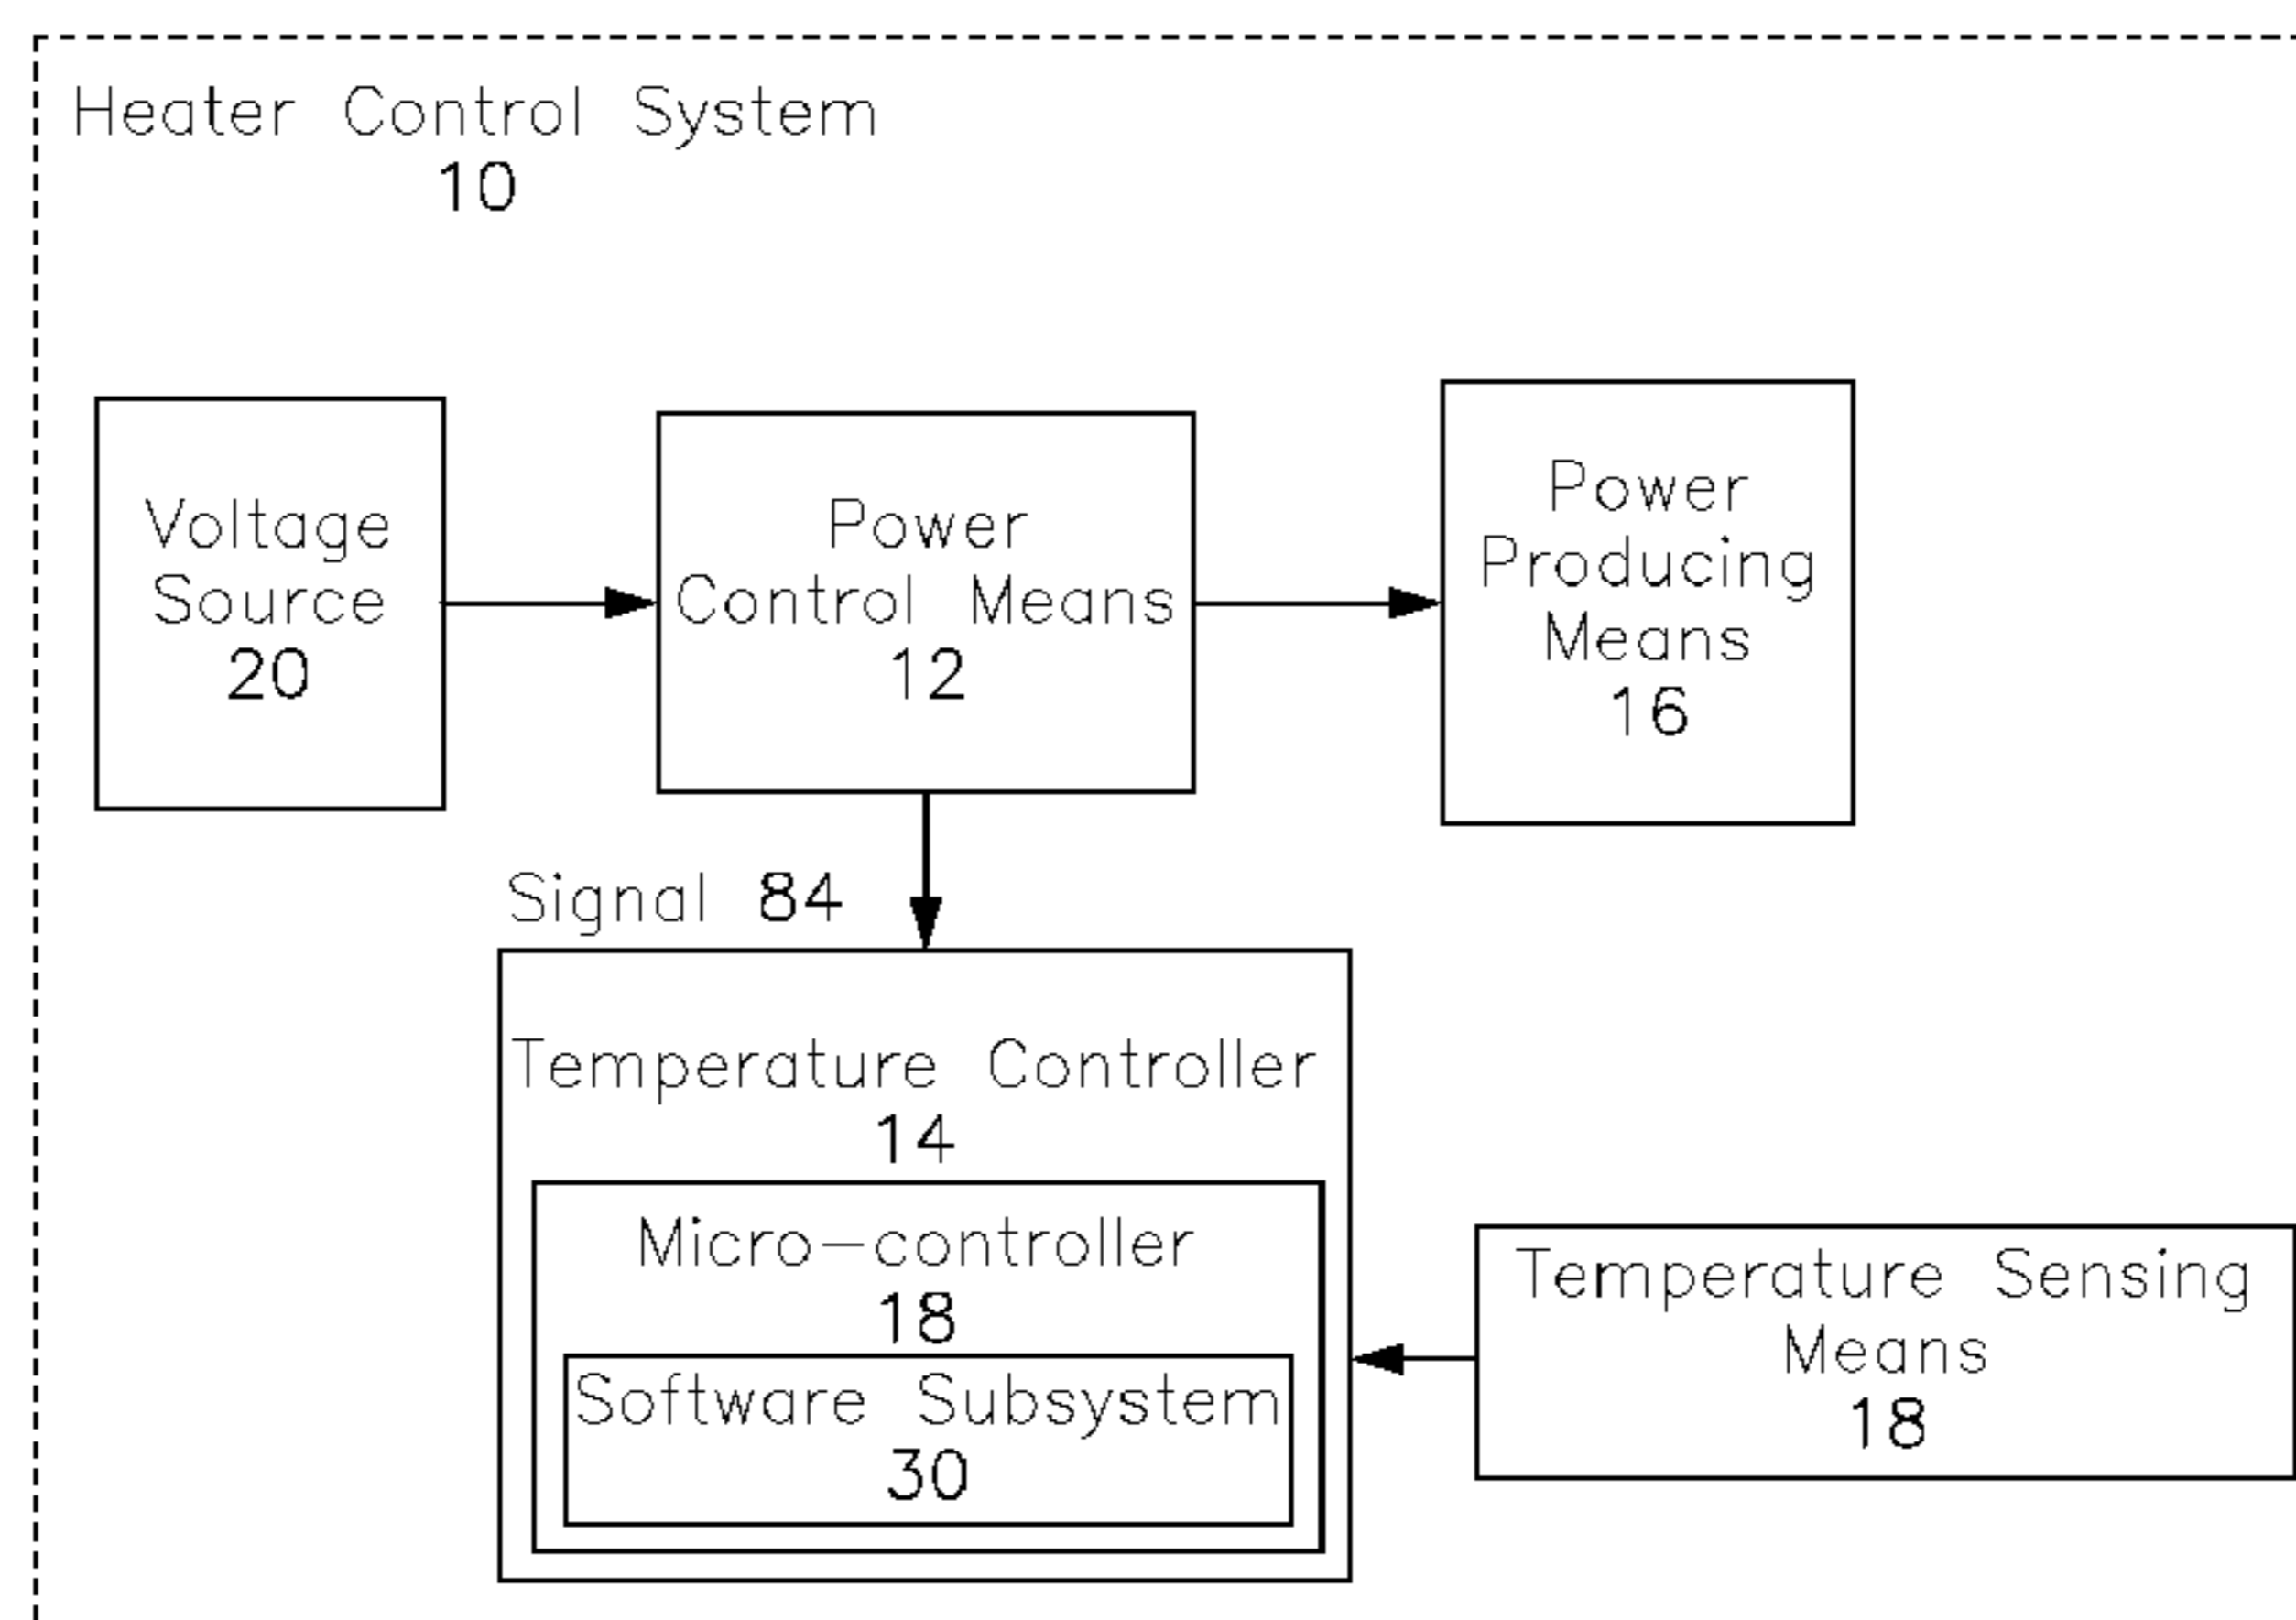 Heater Control System
10
Voltage
Source
20
Power
Control Means
12
Power
Producing
Means
16
Signal 84
Temperature Controller
14
Micro-controller
18
Software Subsystem
30
Temperature Sensing
Means
18